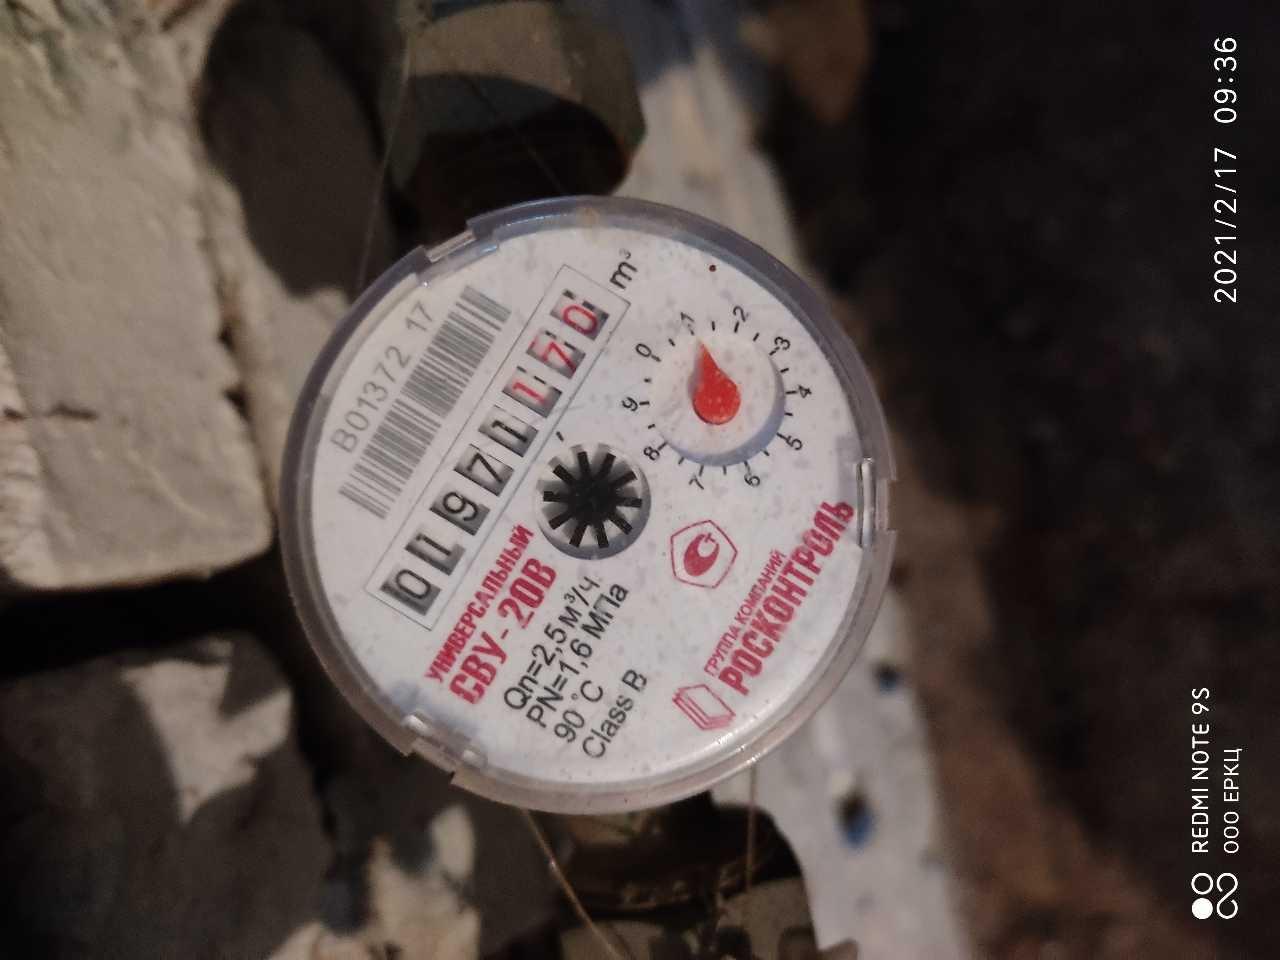 B01372 17
01971170 m³
0 1 2 3 4 5 6 7 8 9
УНИВЕРСАЛЬНЫЙ
СВУ-20В
Qn=2,5 м³/ч
PN=1,6 МПа
90°C
Class B
ГРУППА КОМПАНИЙ
РОСКОНТРОЛЬ
2021/2/17 09:36
REDMI NOTE 9S
ООО ЕРКЦ